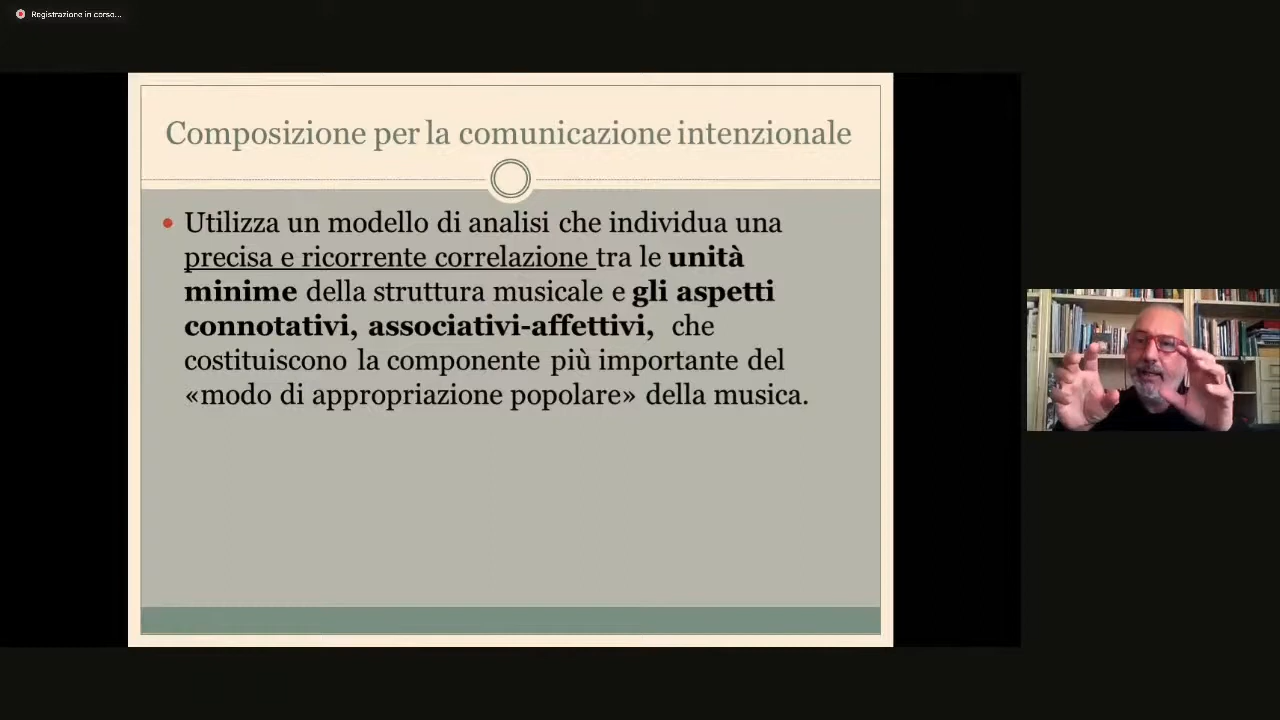 Registrazione in corso...
Composizione per la comunicazione intenzionale
Utilizza un modello di analisi che individua una
precisa e ricorrente correlazione tra le unità
minime della struttura musicale e gli aspetti
connotativi, associativi-affettivi, che
costituiscono la componente più importante del
«modo di appropriazione popolare» della musica.